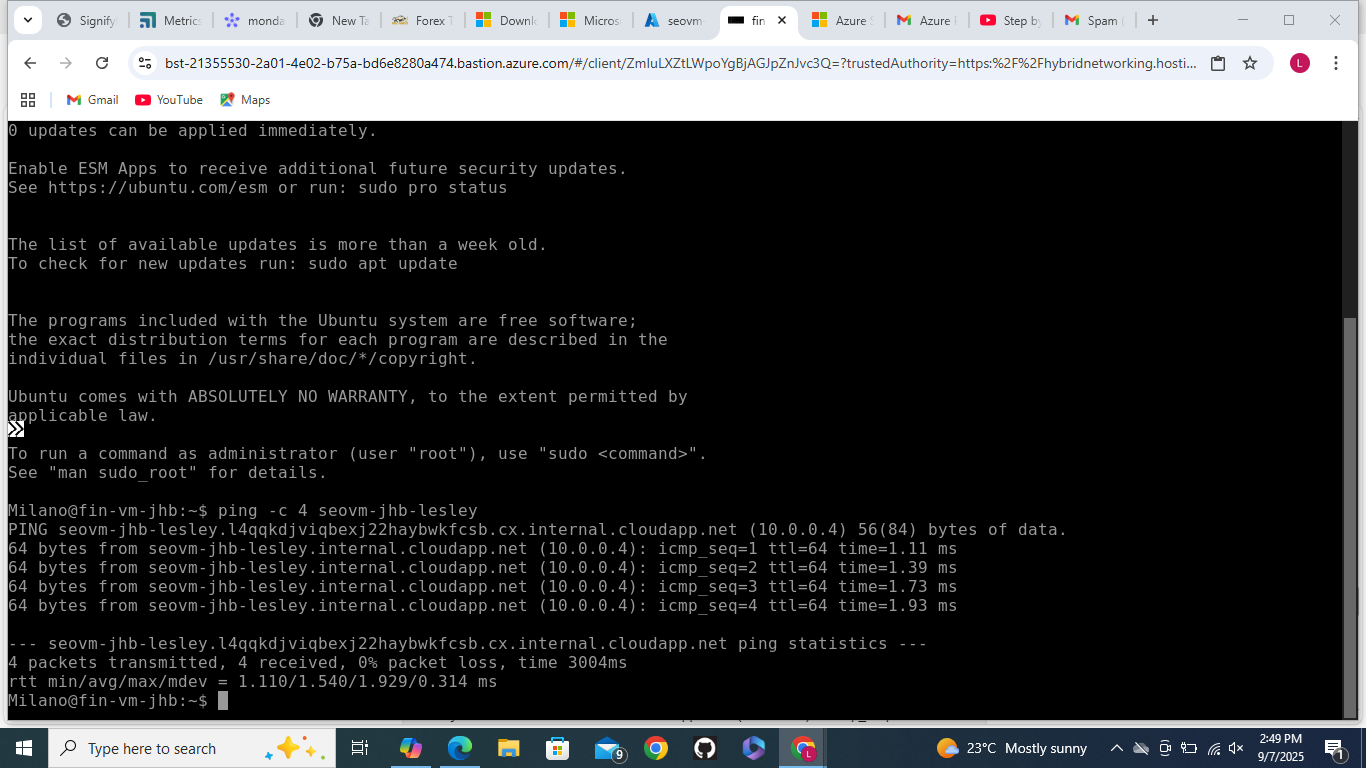 Signify
Metrics
monda
New Ta
Forex T
Downl
Micros
seovm-
fin
Azure S
Azure
Step by
Spam (
bst-21355530-2a01-4e02-b75a-bd6e8280a474.bastion.azure.com/#/client/ZmluLXZtLWpoYgBjAGJpZnJvc3Q=?trustedAuthority=https:%2F%2Fhybridnetworking.hosti...
L
Gmail
YouTube
Maps
0 updates can be applied immediately.
Enable ESM Apps to receive additional future security updates.
See https://ubuntu.com/esm or run: sudo pro status
The list of available updates is more than a week old.
To check for new updates run: sudo apt update
The programs included with the Ubuntu system are free software;
the exact distribution terms for each program are described in the
individual files in /usr/share/doc/*/copyright.
Ubuntu comes with ABSOLUTELY NO WARRANTY, to the extent permitted by
applicable law.
To run a command as administrator (user "root"), use "sudo <command>".
See "man sudo_root" for details.
Milano@fin-vm-jhb:~$ ping -c 4 seovm-jhb-lesley
PING seovm-jhb-lesley.l4qqkdjviqbexj22haybwkfcsb.cx.internal.cloudapp.net (10.0.0.4) 56(84) bytes of data.
64 bytes from seovm-jhb-lesley.internal.cloudapp.net (10.0.0.4): icmp_seq=1 ttl=64 time=1.11 ms
64 bytes from seovm-jhb-lesley.internal.cloudapp.net (10.0.0.4): icmp_seq=2 ttl=64 time=1.39 ms
64 bytes from seovm-jhb-lesley.internal.cloudapp.net (10.0.0.4): icmp_seq=3 ttl=64 time=1.73 ms
64 bytes from seovm-jhb-lesley.internal.cloudapp.net (10.0.0.4): icmp_seq=4 ttl=64 time=1.93 ms
--- seovm-jhb-lesley.l4qqkdjviqbexj22haybwkfcsb.cx.internal.cloudapp.net ping statistics ---
4 packets transmitted, 4 received, 0% packet loss, time 3004ms
rtt min/avg/max/mdev = 1.110/1.540/1.929/0.314 ms
Milano@fin-vm-jhb:~$
Type here to search
9
L
23°C Mostly sunny
2:49 PM
9/7/2025
1